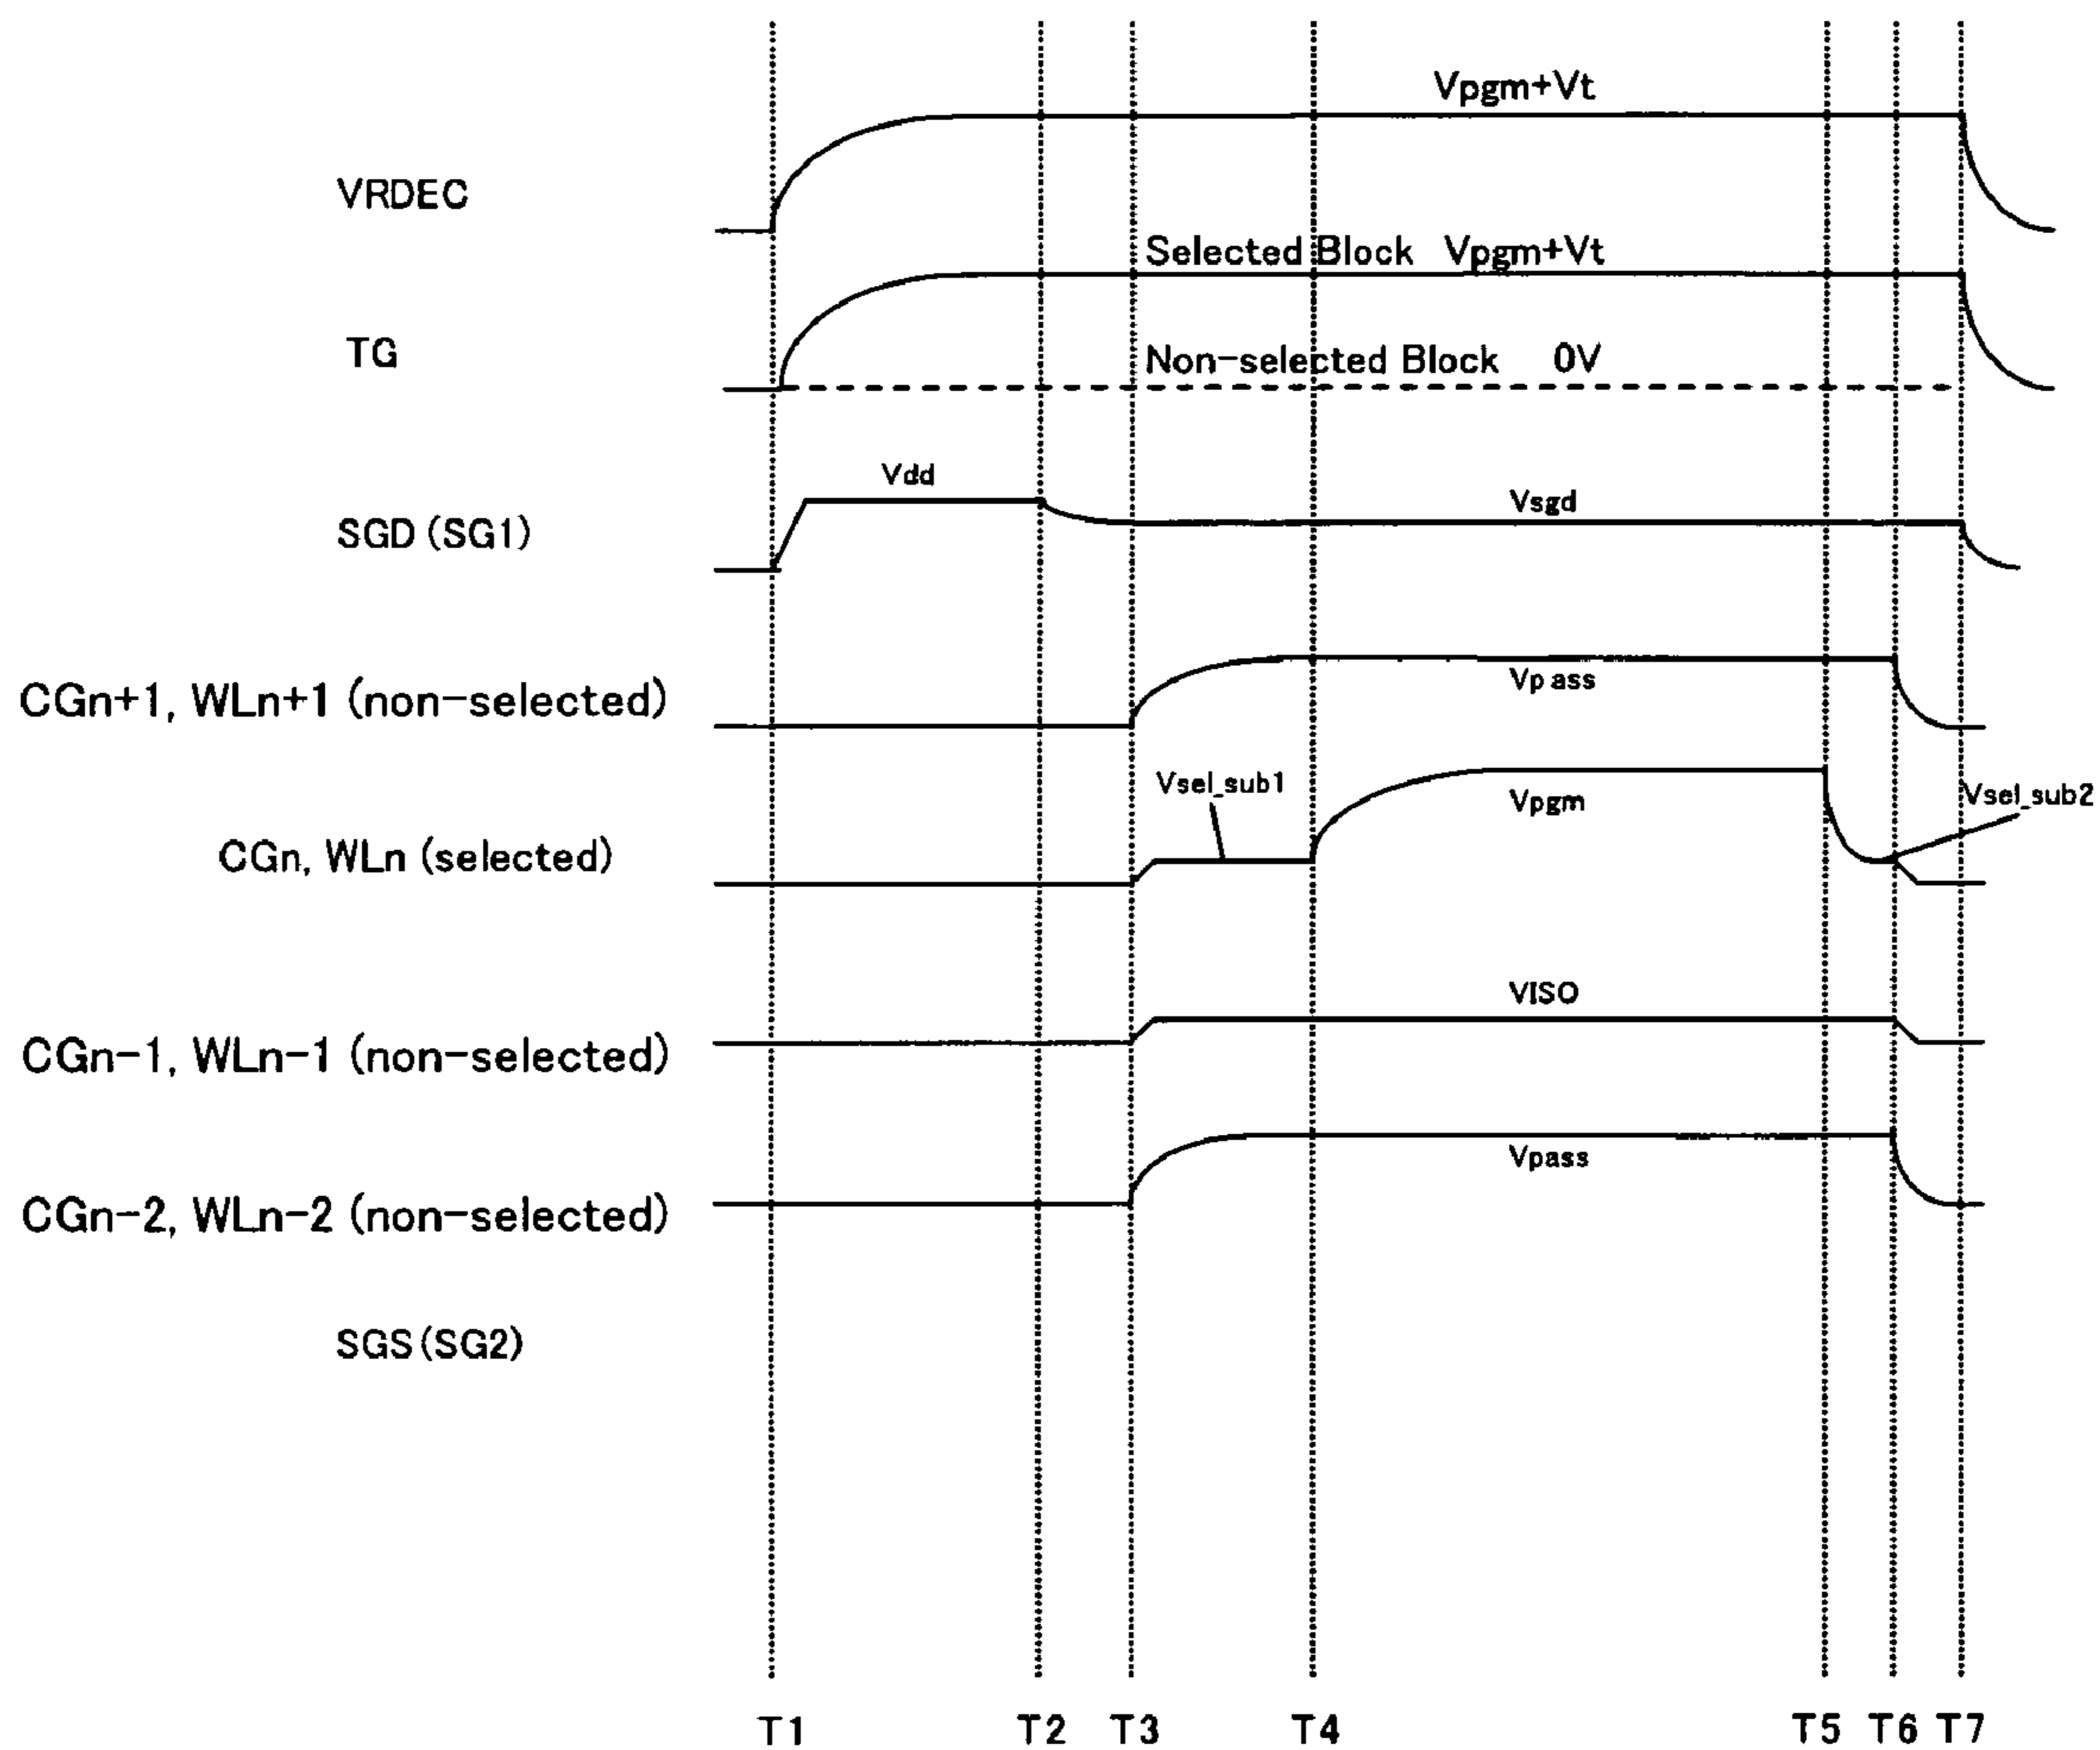 Vpgm+Vt
VRDEC
Selected Block Vpgm+Vt
TG
Non-selected Block 0V
Vdd
Vsgd
SGD (SG1)
CGn+1, WLn+1 (non-selected)
Vpass
Vsel_sub1
Vpgm
Vsel_sub2
CGn, WLn (selected)
VISO
CGn-1, WLn-1 (non-selected)
Vpass
CGn-2, WLn-2 (non-selected)
SGS (SG2)
T1 T2 T3 T4 T5 T6 T7